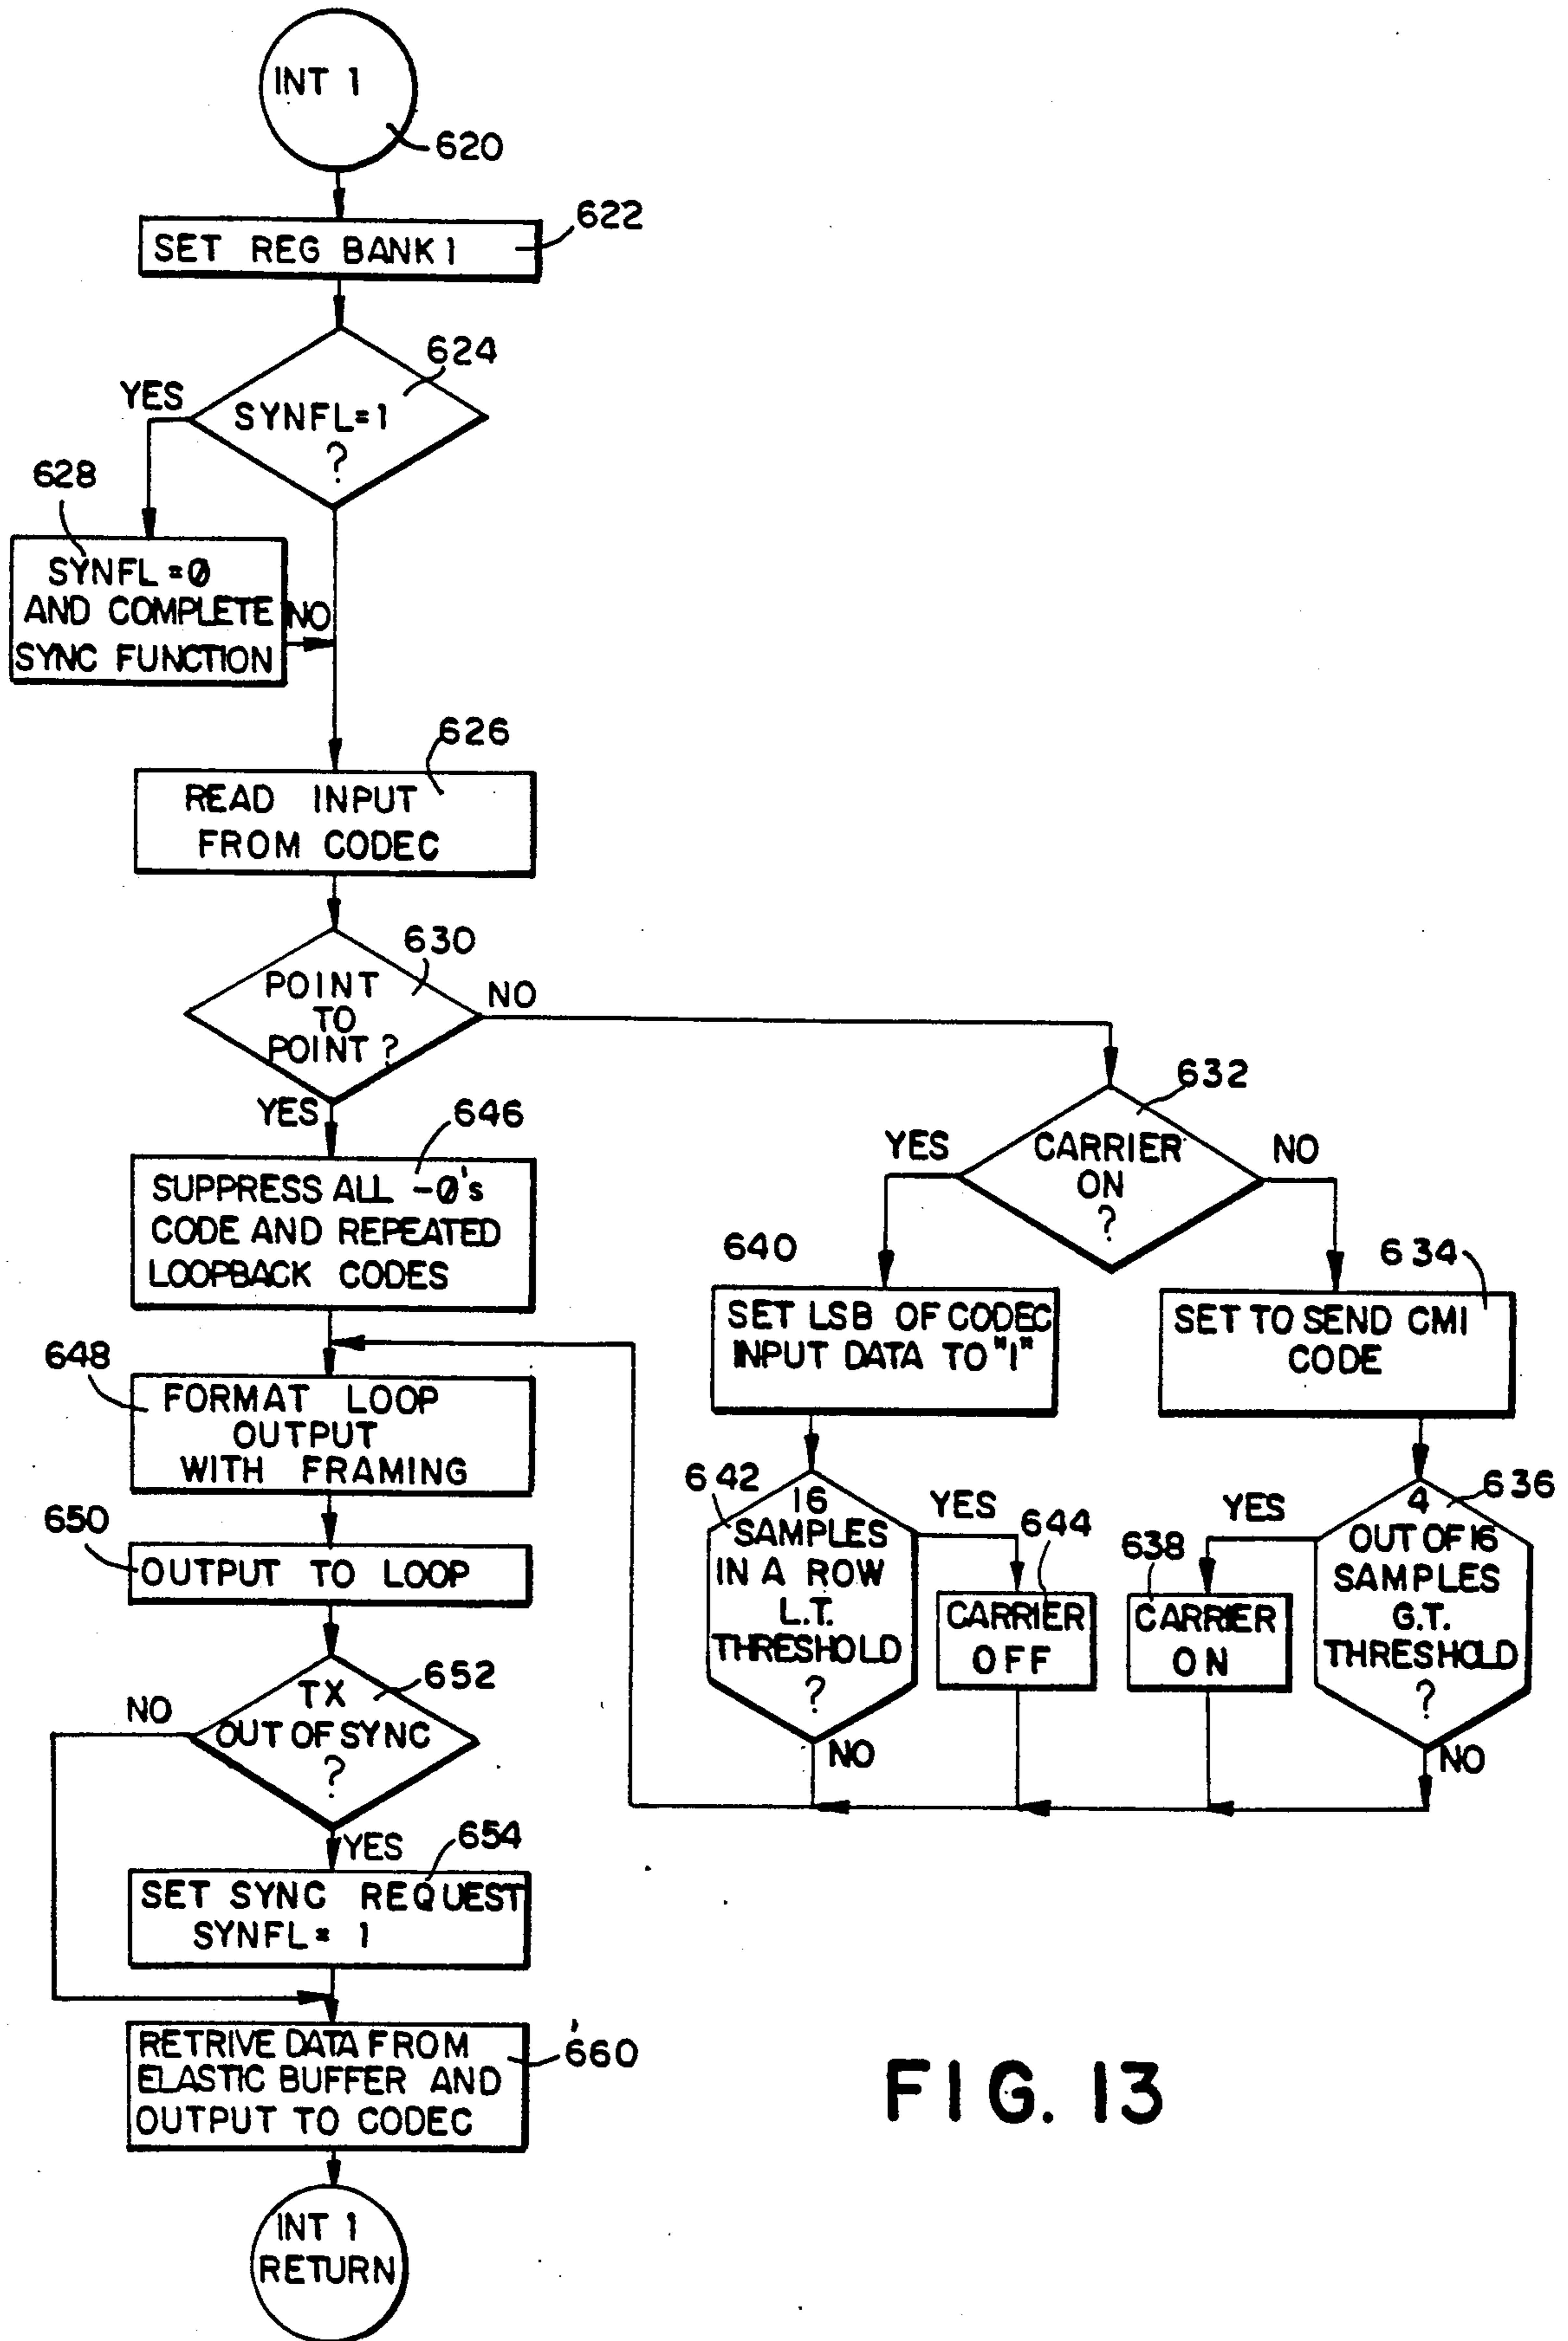 INT 1
620
622
SET REG BANK 1
624
YES
SYNFL=1
?
628
SYNFL=0
AND COMPLETE
SYNC FUNCTION
NO
626
READ INPUT
FROM CODEC
630
POINT
TO
POINT?
NO
YES
632
CARRIER
ON
?
YES
NO
646
SUPPRESS ALL -0's
CODE AND REPEATED
LOOPBACK CODES
640
SET LSB OF CODEC
INPUT DATA TO "1"
634
SET TO SEND CMI
CODE
648
FORMAT LOOP
OUTPUT
WITH FRAMING
642
16
SAMPLES
IN A ROW
L.T.
THRESHOLD
?
YES
NO
644
CARRIER
OFF
638
CARRIER
ON
YES
636
4
OUT OF 16
SAMPLES
G.T.
THRESHOLD
?
NO
650
OUTPUT TO LOOP
652
TX
OUT OF SYNC
?
NO
YES
654
SET SYNC REQUEST
SYNFL= 1
660
RETRIVE DATA FROM
ELASTIC BUFFER AND
OUTPUT TO CODEC
INT 1
RETURN
FIG. 13